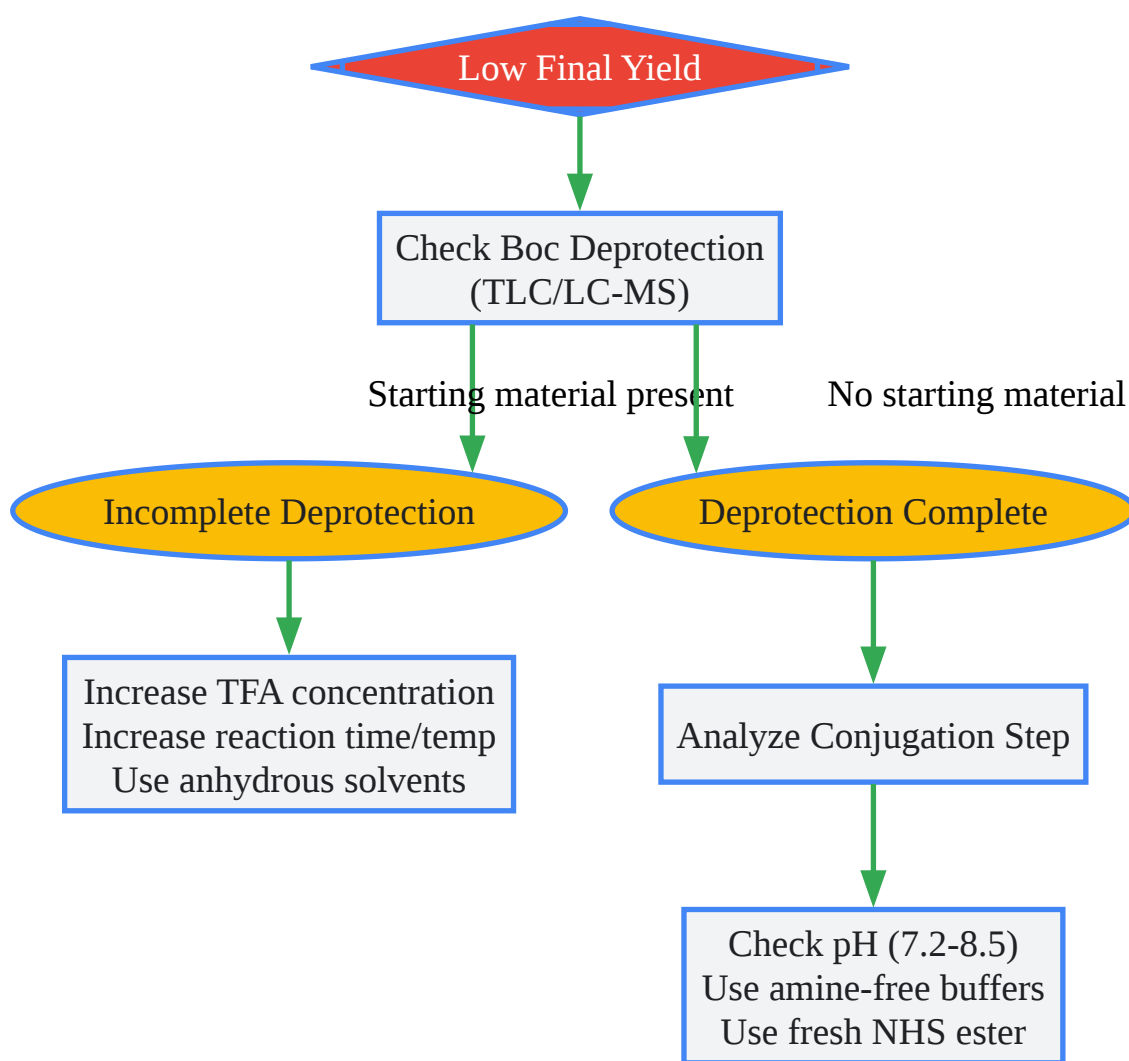 Low Final Yield
Check Boc Deprotection
(TLC/LC-MS)
Starting material present
No starting material
Incomplete Deprotection
Deprotection Complete
Increase TFA concentration
Increase reaction time/temp
Use anhydrous solvents
Analyze Conjugation Step
Check pH (7.2-8.5)
Use amine-free buffers
Use fresh NHS ester